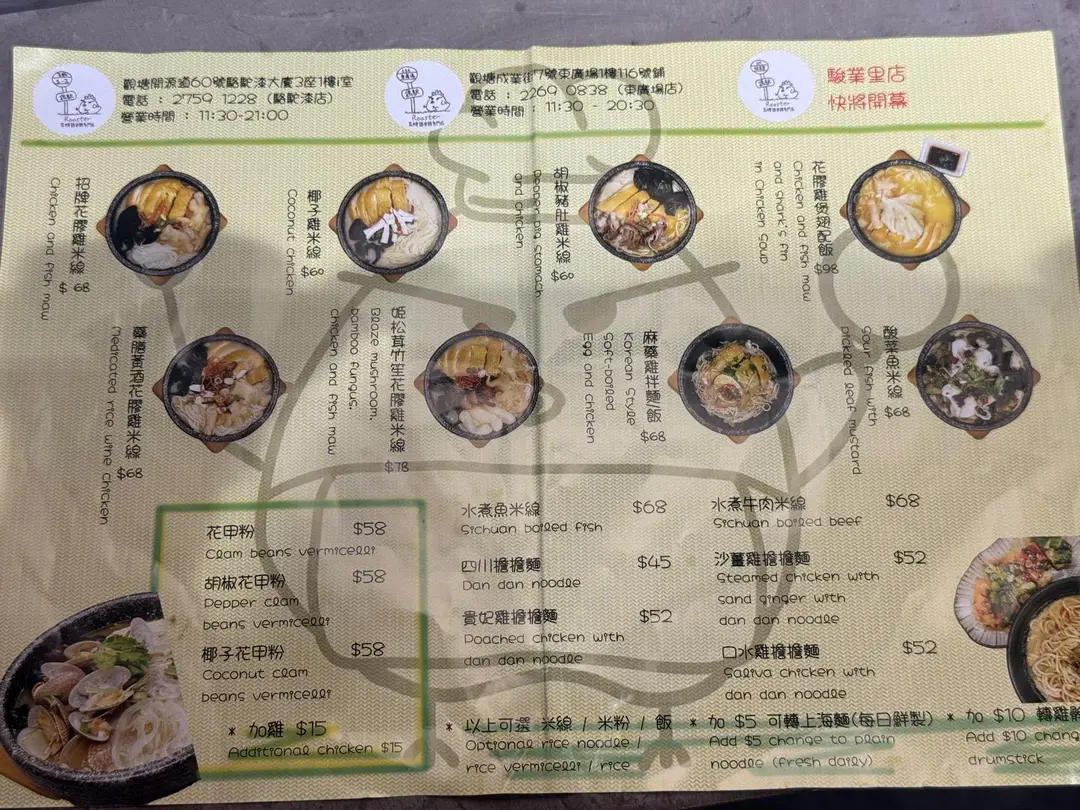 觀塘開源道60號駱駝漆大廈3座1樓i室
電話 : 2759 1228 (駱駝漆店)
營業時間 : 11:30-21:00
Roaster
觀塘成業街7號東廣場1樓116號鋪
電話 : 2269 0838 (東廣場店)
營業時間 : 11:30 - 20:30
Roaster
駿業里店
快將開幕
Roaster
招牌花膠雞米線
$ 68
Chicken and fish maw
椰子雞米線
$60
Coconut chicken
胡椒豬肚雞米線
$60
Pepper pig stomach
and chicken
花膠雞煲翅配飯
$98
Chicken and fish maw
and shark's fin
in Chicken Soup
藥膳黃酒花膠雞米線
$68
Medicated rice wine chicken
姬松茸竹笙花膠雞米線
$78
Blaze mushroom,
bamboo fungus,
chicken and fish maw
麻藥雞拌麵飯
$68
Korean Style
Soft-boiled
Egg and chicken
酸菜魚米線
$68
Sour fish with
pickled leaf mustard
花甲粉 $58
Clam beans vermicelli
胡椒花甲粉 $58
Pepper clam
beans vermicelli
椰子花甲粉 $58
Coconut clam
beans vermicelli
* 加雞 $15
Additional chicken $15
水煮魚米線 $68
Sichuan boiled fish
四川擔擔麵 $45
Dan dan noodle
貴妃雞擔擔麵 $52
Poached chicken with
dan dan noodle
水煮牛肉米線 $68
Sichuan boiled beef
沙薑雞擔擔麵 $52
Steamed chicken with
sand ginger with
dan dan noodle
口水雞擔擔麵 $52
Saliva chicken with
dan dan noodle
* 以上可選 米線 / 米粉 / 飯
Optional rice noodle /
rice vermicelli / rice
* 加 $5 可轉上海麵(每日鮮製)
Add $5 change to plain
noodle (fresh daily)
* 加 $10 轉雞髀
Add $10 chang
drumstick